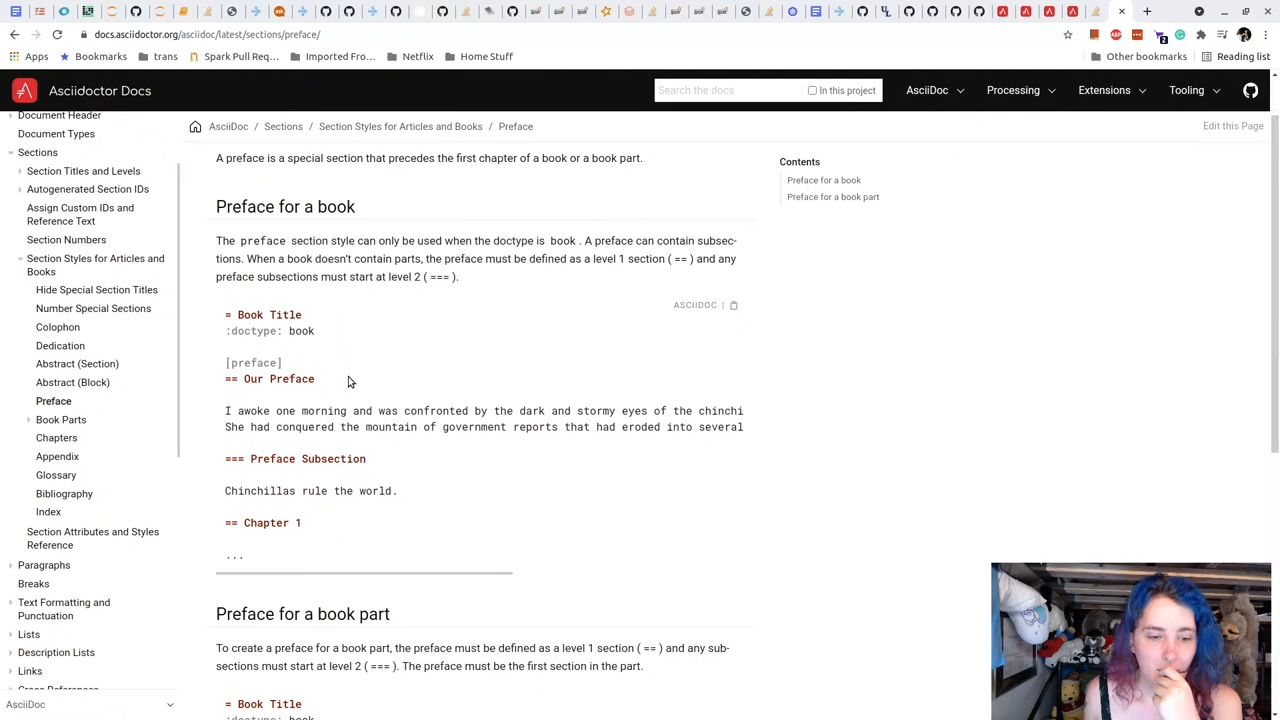 docs.asciidoctor.org/asciidoc/latest/sections/preface/
Apps
Bookmarks
trans
Spark Pull Req...
Imported Fro...
Netflix
Home Stuff
Other bookmarks
Reading list
Asciidoctor Docs
Search the docs
In this project
AsciiDoc
Processing
Extensions
Tooling
Document Header
Document Types
Sections
Section Titles and Levels
Autogenerated Section IDs
Assign Custom IDs and
Reference Text
Section Numbers
Section Styles for Articles and
Books
Hide Special Section Titles
Number Special Sections
Colophon
Dedication
Abstract (Section)
Abstract (Block)
Preface
Book Parts
Chapters
Appendix
Glossary
Bibliography
Index
Section Attributes and Styles
Reference
Paragraphs
Breaks
Text Formatting and
Punctuation
Lists
Description Lists
Links
Cross References
AsciiDoc
AsciiDoc / Sections / Section Styles for Articles and Books / Preface
Edit this Page
A preface is a special section that precedes the first chapter of a book or a book part.
Preface for a book
The preface section style can only be used when the doctype is book . A preface can contain subsec-
tions. When a book doesn't contain parts, the preface must be defined as a level 1 section ( == ) and any
preface subsections must start at level 2 ( === ).
ASCIIDOC |
= Book Title
:doctype: book
[preface]
== Our Preface
I awoke one morning and was confronted by the dark and stormy eyes of the chinchi
She had conquered the mountain of government reports that had eroded into several
=== Preface Subsection
Chinchillas rule the world.
== Chapter 1
...
Preface for a book part
To create a preface for a book part, the preface must be defined as a level 1 section ( == ) and any sub-
sections must start at level 2 ( === ). The preface must be the first section in the part.
= Book Title
:doctype: book
Contents
Preface for a book
Preface for a book part